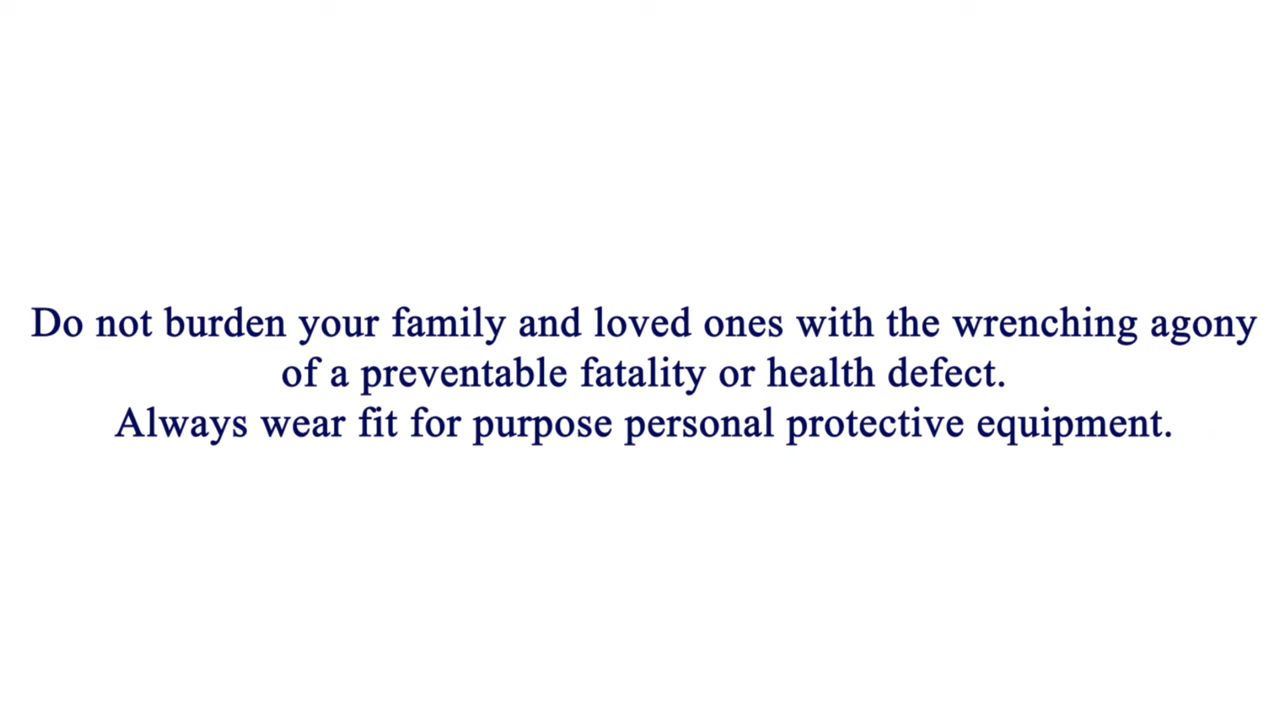 Do not burden your family and loved ones with the wrenching agony
of a preventable fatality or health defect.
Always wear fit for purpose personal protective equipment.